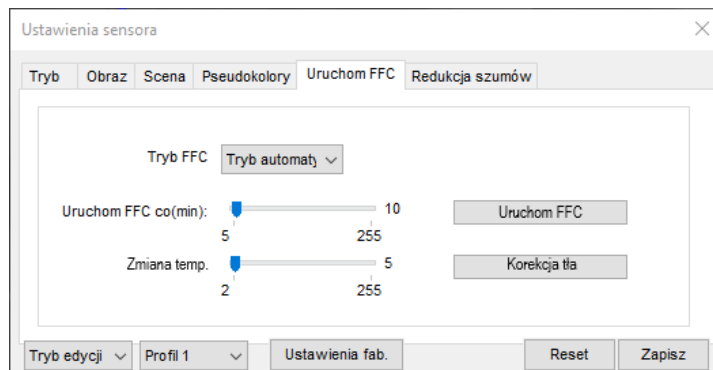 Ustawienia sensora
Tryb Obraz Scena Pseudokolory Uruchom FFC Redukcja szumów
Tryb FFC Tryb automaty
Uruchom FFC co(min): 10 Uruchom FFC
5 255
Zmiana temp. 5 Korekcja tła
2 255
Tryb edycji Profil 1 Ustawienia fab. Reset Zapisz